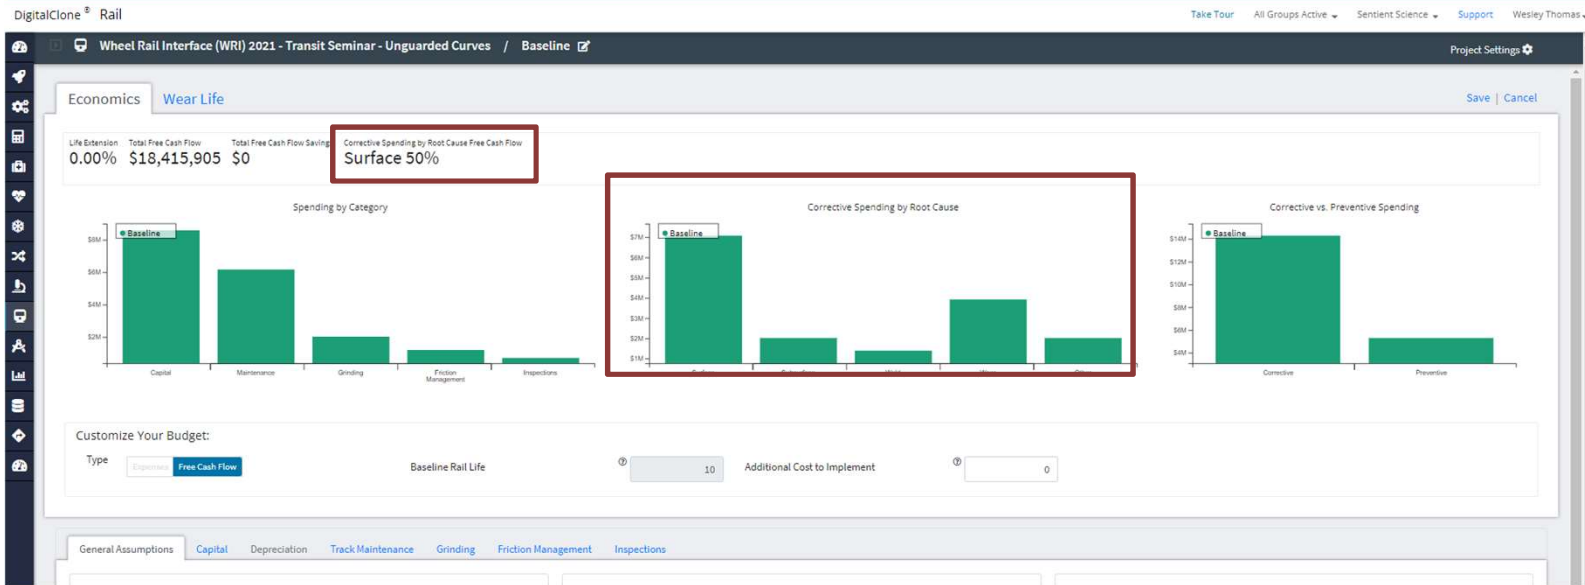 DigitalClone ® Rail
Take Tour All Groups Active Sentient Science Support Wesley Thomas
Wheel Rail Interface (WRI) 2021 - Transit Seminar - Unguarded Curves / Baseline
Project Settings
Economics Wear Life
Save | Cancel
Life Extension Total Free Cash Flow Total Free Cash Flow Saving Corrective Spending by Root Cause Free Cash Flow
0.00% $18,415,905 $0 Surface 50%
Spending by Category
Baseline
$8M
$6M
$4M
$2M
Capital Maintenance Grinding Friction Management Inspections
Corrective Spending by Root Cause
Baseline
$7M
$6M
$5M
$4M
$3M
$2M
$1M
Corrective vs. Preventive Spending
Baseline
$14M
$12M
$10M
$8M
$6M
$4M
Corrective Preventive
Customize Your Budget:
Type Expenses Free Cash Flow Baseline Rail Life 10 Additional Cost to Implement 0
General Assumptions Capital Depreciation Track Maintenance Grinding Friction Management Inspections